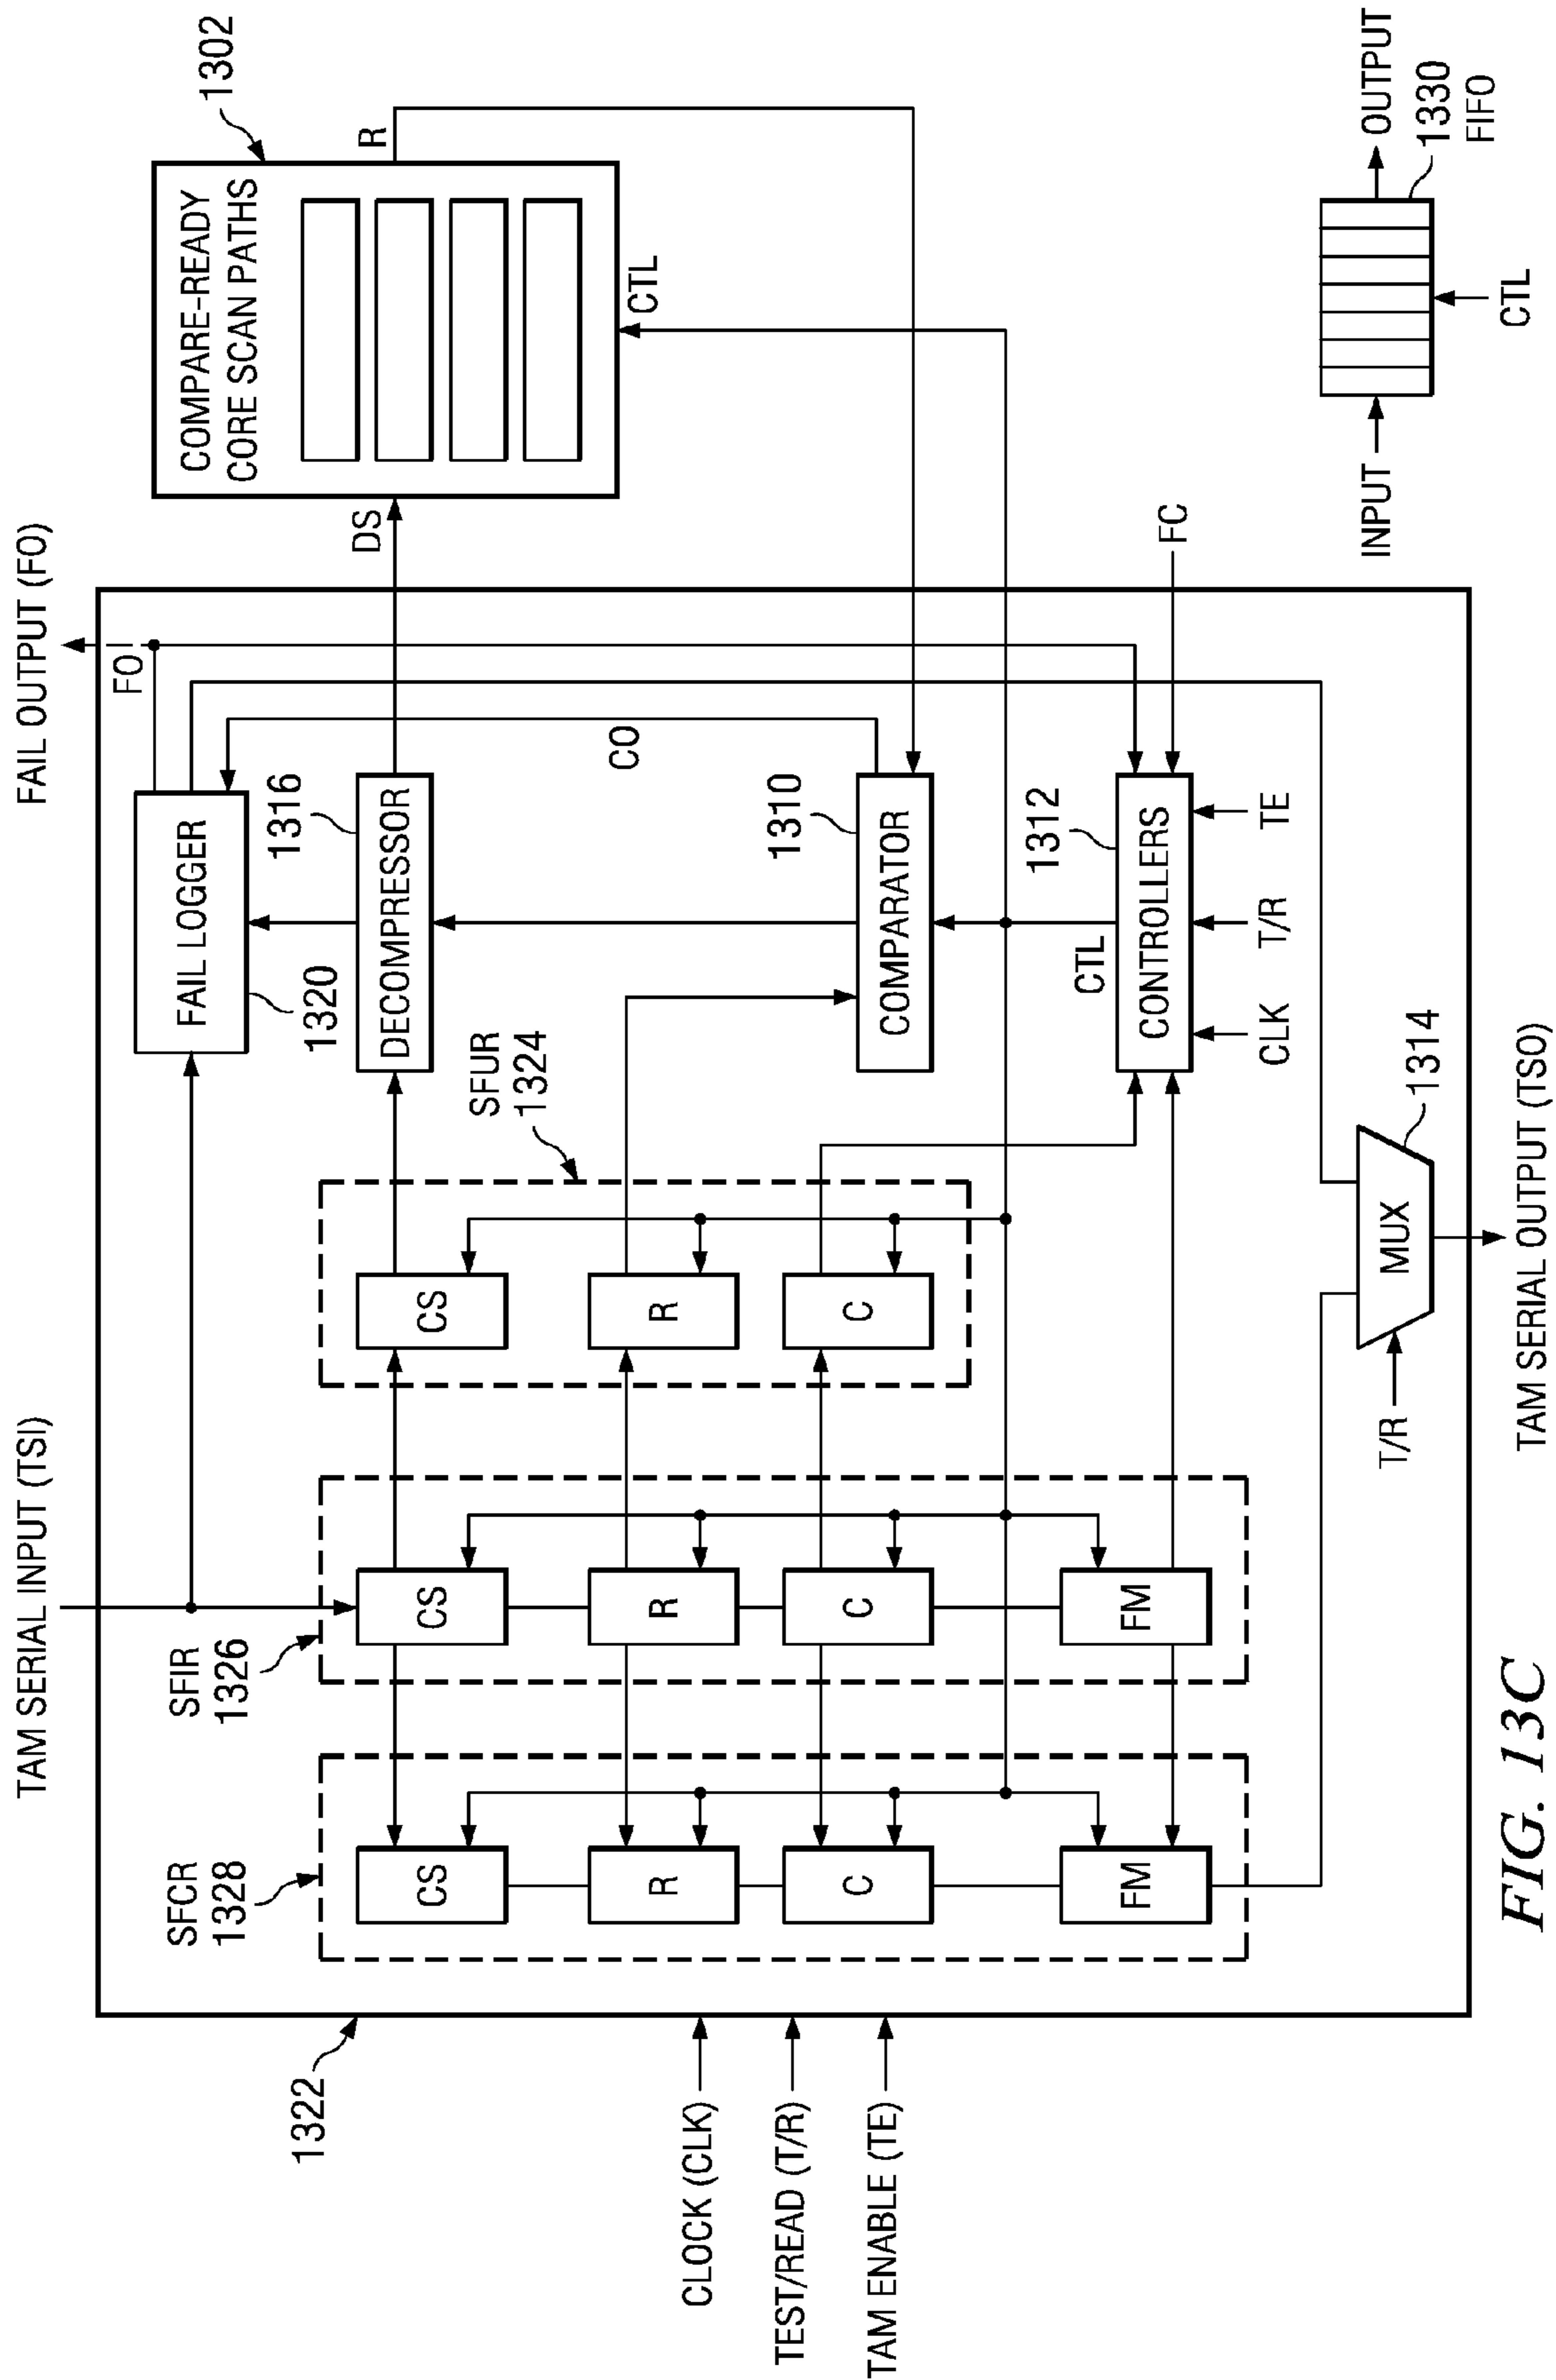 TAM SERIAL INPUT (TSI)
FAIL OUTPUT (FO)
1322
SFCR
1328
SFIR
1326
SFUR
1324
FO
FAIL LOGGER
1320
1302
COMPARE-READY
CORE SCAN PATHS
CS
CS
CS
DECOMPRESSOR
1316
DS
R
CO
CTL
CLOCK (CLK)
TEST/READ (T/R)
TAM ENABLE (TE)
R
R
R
COMPARATOR
1310
C
C
C
CTL
FM
FM
CONTROLLERS
1312
FC
CLK
T/R
TE
T/R
MUX
1314
INPUT
OUTPUT
1330
FIFO
CTL
TAM SERIAL OUTPUT (TSO)
FIG. 13C